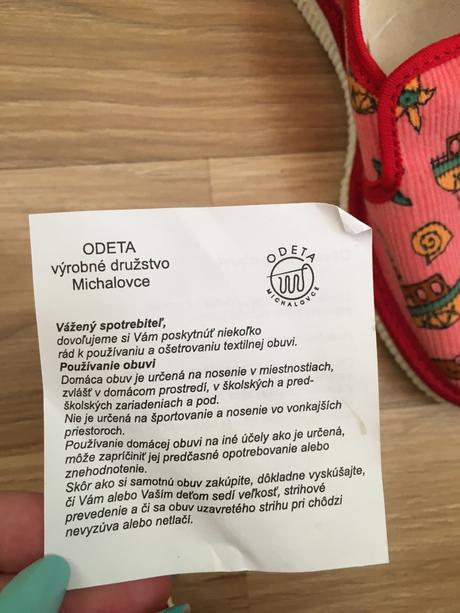 ODETA
výrobné družstvo
Michalovce
ODETA
MICHALOVCE
Vážený spotrebiteľ,
dovoľujeme si Vám poskytnúť niekoľko
rád k používaniu a ošetrovaniu textilnej obuvi.
Používanie obuvi
Domáca obuv je určená na nosenie v miestnostiach,
zvlášť v domácom prostredí, v školských a pred-
školských zariadeniach a pod.
Nie je určená na športovanie a nosenie vo vonkajších
priestoroch.
Používanie domácej obuvi na iné účely ako je určená,
môže zapríčiniť jej predčasné opotrebovanie alebo
znehodnotenie.
Skôr ako si samotnú obuv zakúpite, dôkladne vyskúšajte,
či Vám alebo Vašim deťom sedí veľkosť, strihové
prevedenie a či sa obuv uzavretého strihu pri chôdzi
nevyzúva alebo netlačí.